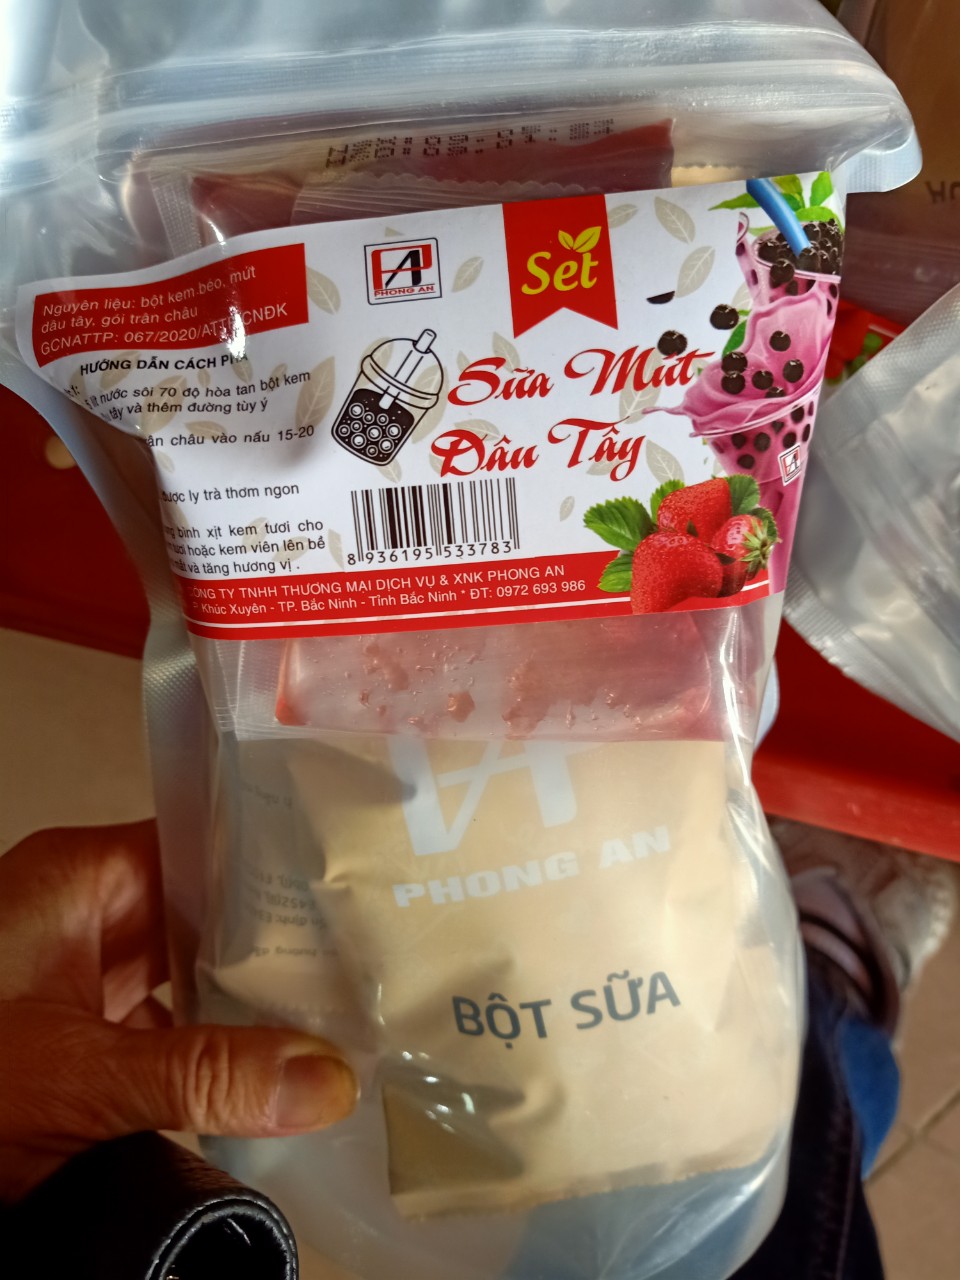 Nguyên liệu: bột kem béo, mứt
dâu tây, gói trân châu
GCNATTP: 067/2020/ATTP-CNĐK
PHONG AN
Set
HƯỚNG DẪN CÁCH
nước sôi 70 độ hòa tan bột kem
tây và thêm đường tùy ý
châu vào nấu 15-20
được ly trà thơm ngon
bình xịt kem tươi cho
tươi hoặc kem viên lên bề
và tăng hương vị .
Sữa Mứt
Dâu Tây
8 936195 533783
CÔNG TY TNHH THƯƠNG MẠI DỊCH VỤ & XNK PHONG AN
Khúc Xuyên - TP. Bắc Ninh - Tỉnh Bắc Ninh * ĐT: 0972 693 986
PHONG AN
BỘT SỮA